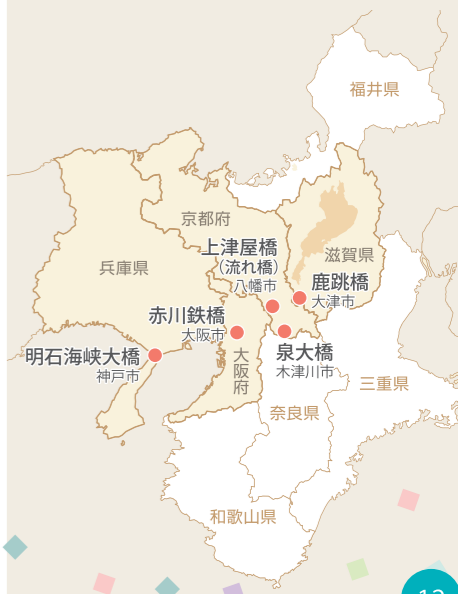 福井県
京都府
上津屋橋
（流れ橋）
八幡市
滋賀県
兵庫県
鹿跳橋
大津市
赤川鉄橋
大阪市
明石海峡大橋
神戸市
大阪府
泉大橋
木津川市
三重県
奈良県
和歌山県